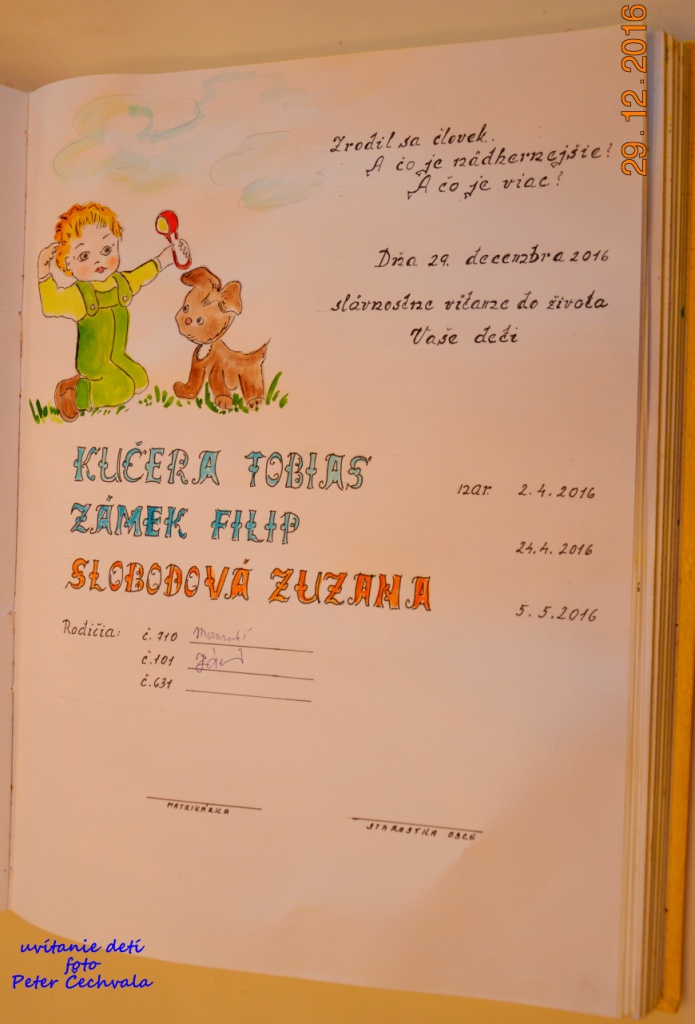 29.12.2016
Zrodil sa človek.
A čo je nádhernejšie?
A čo je viac?
Dňa 29. decembra 2016
slávnostne vítame do života
Vaše deti
KUČERA TOBIAS nar. 2.4.2016
ZÁMEK FILIP 24.4.2016
SLOBODOVÁ ZUZANA 5.5.2016
Rodičia: č. 710
č. 101
č. 631
MATRIKÁRKA
STAROSTKA OBCE
uvítanie detí
foto
Peter Čechvala